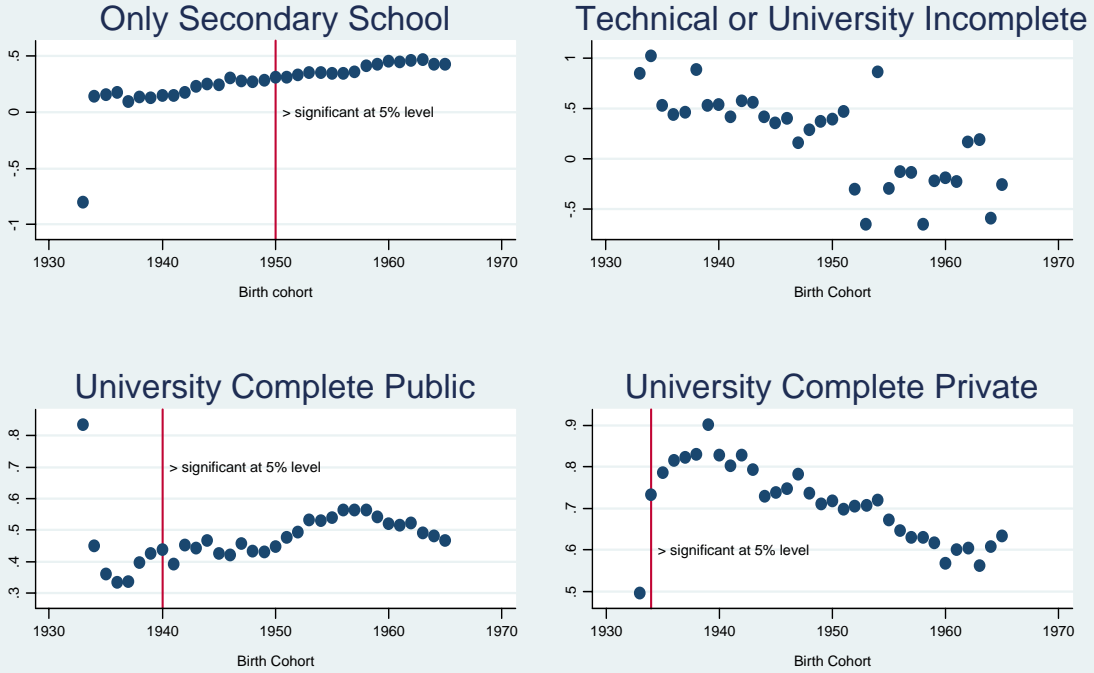 Only Secondary School
.5
0
-.5
-1
> significant at 5% level
1930 1940 1950 1960 1970
Birth cohort
Technical or University Incomplete
1
.5
0
-.5
1930 1940 1950 1960 1970
Birth Cohort
University Complete Public
.8
.7
.6
.5
.4
.3
> significant at 5% level
1930 1940 1950 1960 1970
Birth Cohort
University Complete Private
.9
.8
.7
.6
.5
> significant at 5% level
1930 1940 1950 1960 1970
Birth Cohort